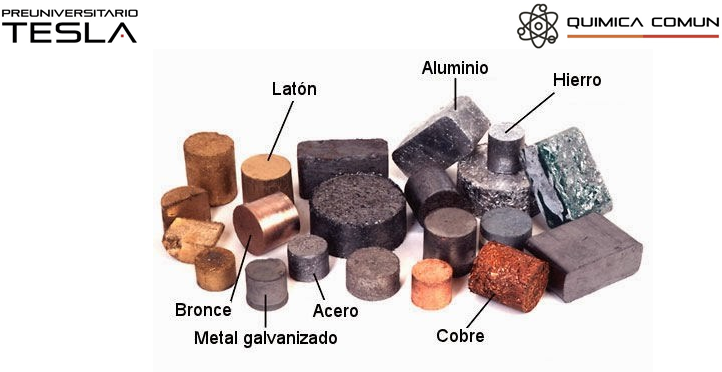 PREUNIVERSITARIO
TESLA
QUIMICA COMUN
Aluminio
Hierro
Latón
Bronce
Acero
Metal galvanizado
Cobre